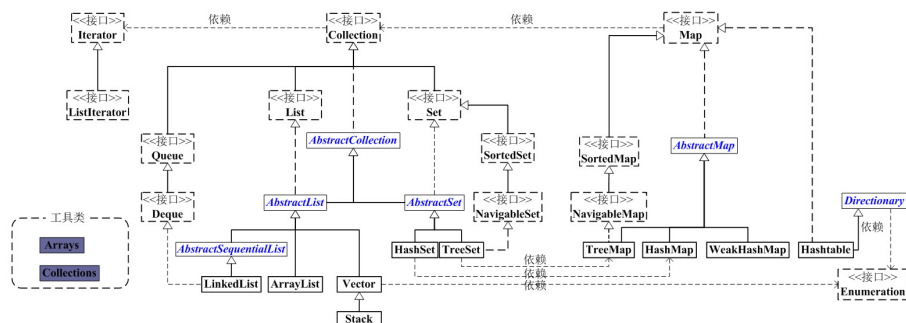 <<接口>>
Iterator
依赖
<<接口>>
Collection
依赖
<<接口>>
Map
<<接口>>
ListIterator
<<接口>>
List
<<接口>>
Set
<<接口>>
Queue
AbstractCollection
<<接口>>
SortedSet
<<接口>>
SortedMap
AbstractMap
<<接口>>
Deque
AbstractList
AbstractSet
<<接口>>
NavigableSet
<<接口>>
NavigableMap
Directionary
工具类
Arrays
Collections
AbstractSequentialList
HashSet
TreeSet
TreeMap
HashMap
WeakHashMap
Hashtable
依赖
依赖
依赖
依赖
LinkedList
ArrayList
Vector
<<接口>>
Enumeration
Stack